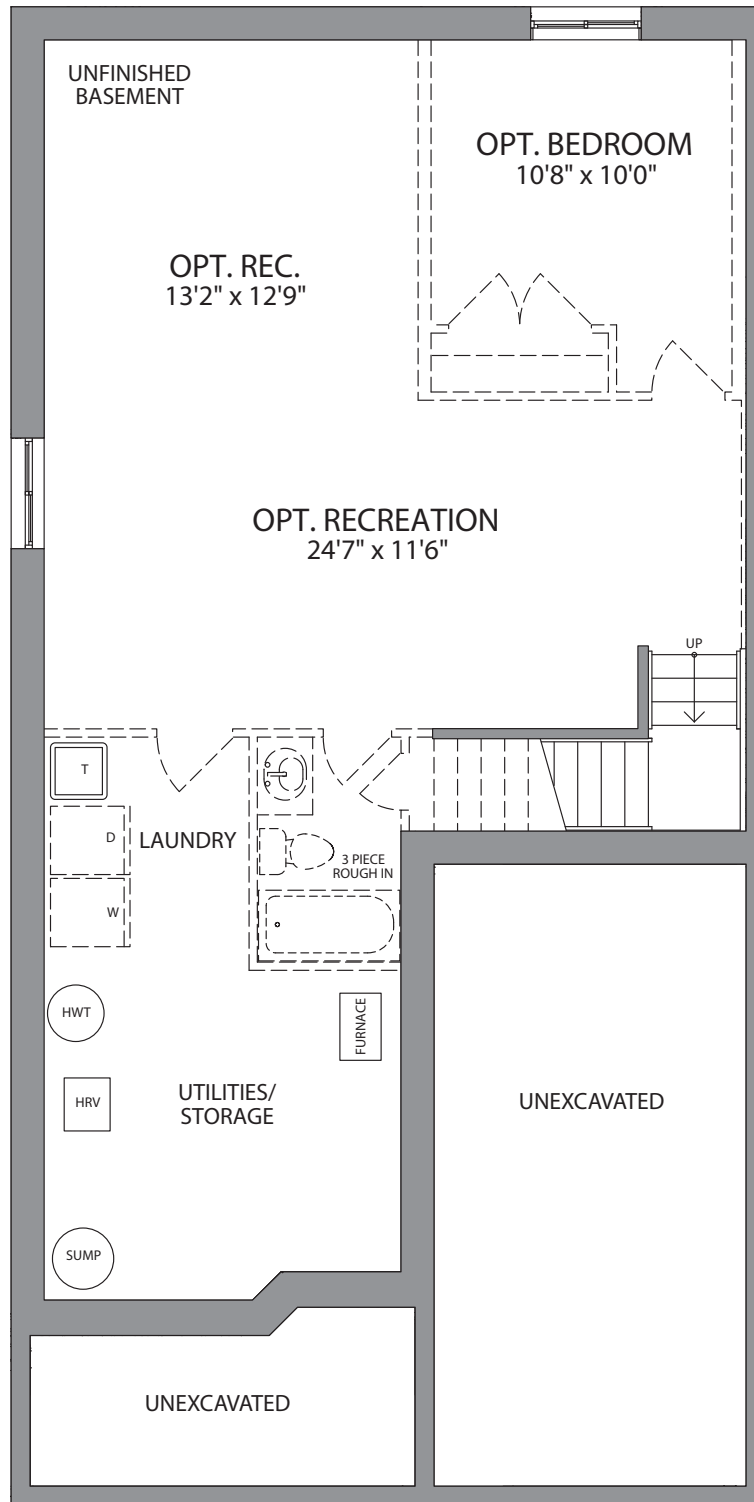 UNFINISHED
BASEMENT
OPT. BEDROOM
10'8" x 10'0"
OPT. REC.
13'2" x 12'9"
OPT. RECREATION
24'7" x 11'6"
UP
T
D
LAUNDRY
W
3 PIECE
ROUGH IN
HWT
FURNACE
HRV
UTILITIES/
STORAGE
UNEXCAVATED
SUMP
UNEXCAVATED